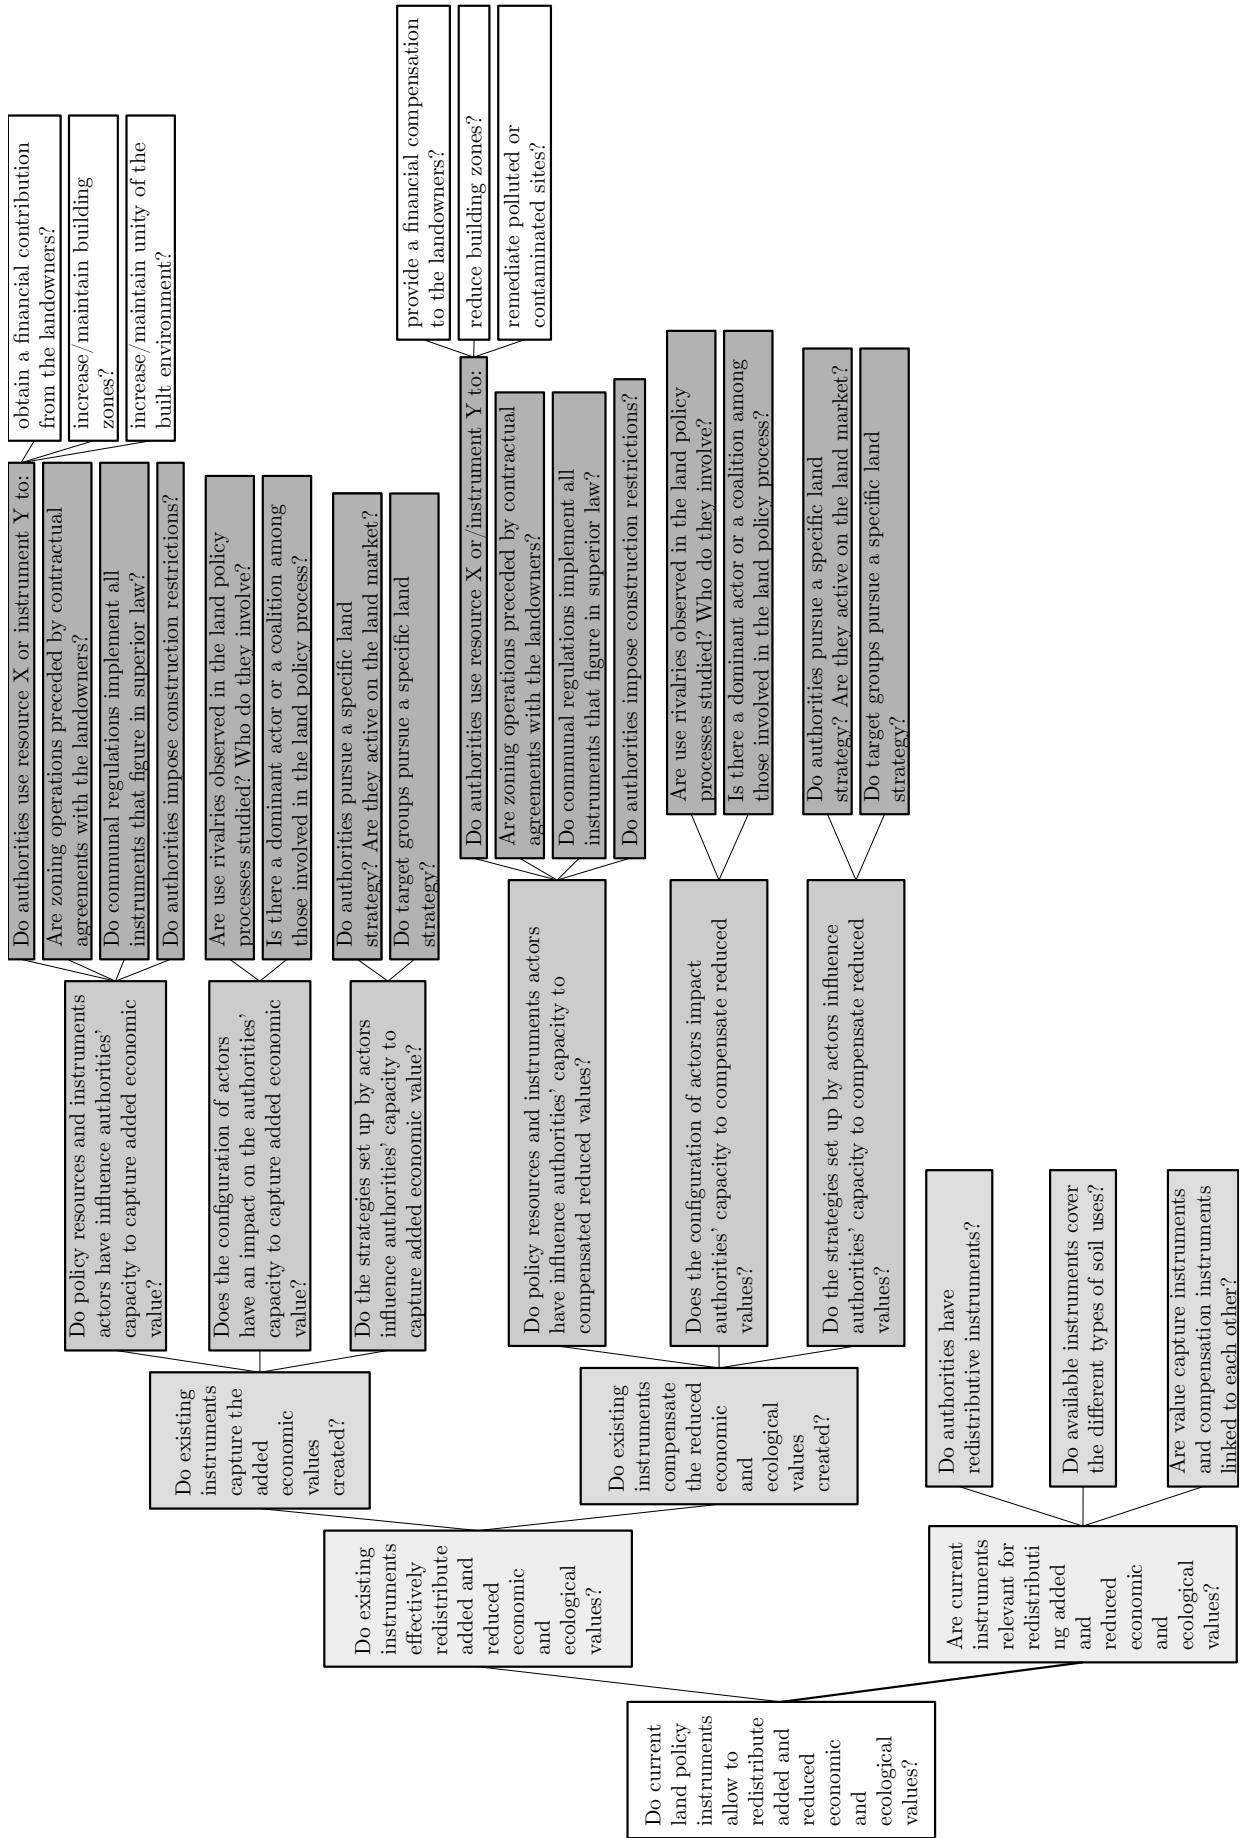 Do current
land policy
instruments
allow to
redistribute
added and
reduced
economic
and
ecological
values?
Do existing
instruments
effectively
redistribute
added and
reduced
economic
and
ecological
values?
Are current
instruments
relevant for
redistributi
ng added
and
reduced
economic
and
ecological
values?
Do existing
instruments
capture the
added
economic
values
created?
Do existing
instruments
compensate
the reduced
economic
and
ecological
values
created?
Do authorities have
redistributive instruments?
Do available instruments cover
the different types of soil uses?
Are value capture instruments
and compensation instruments
linked to each other?
Do policy resources and instruments
actors have influence authorities’
capacity to capture added economic
value?
Does the configuration of actors
have an impact on the authorities’
capacity to capture added economic
value?
Do the strategies set up by actors
influence authorities’ capacity to
capture added economic value?
Do policy resources and instruments actors
have influence authorities’ capacity to
compensated reduced values?
Does the configuration of actors impact
authorities’ capacity to compensate reduced
values?
Do the strategies set up by actors influence
authorities’ capacity to compensate reduced
values?
Do authorities use resource X or instrument Y to:
Are zoning operations preceded by contractual
agreements with the landowners?
Do communal regulations implement all
instruments that figure in superior law?
Do authorities impose construction restrictions?
Are use rivalries observed in the land policy
processes studied? Who do they involve?
Is there a dominant actor or a coalition among
those involved in the land policy process?
Do authorities pursue a specific land
strategy? Are they active on the land market?
Do target groups pursue a specific land
strategy?
Do authorities use resource X or/instrument Y to:
Are zoning operations preceded by contractual
agreements with the landowners?
Do communal regulations implement all
instruments that figure in superior law?
Do authorities impose construction restrictions?
Are use rivalries observed in the land policy
processes studied? Who do they involve?
Is there a dominant actor or a coalition among
those involved in the land policy process?
Do authorities pursue a specific land
strategy? Are they active on the land market?
Do target groups pursue a specific land
strategy?
obtain a financial contribution
from the landowners?
increase/maintain building
zones?
increase/maintain unity of the
built environment?
provide a financial compensation
to the landowners?
reduce building zones?
remediate polluted or
contaminated sites?